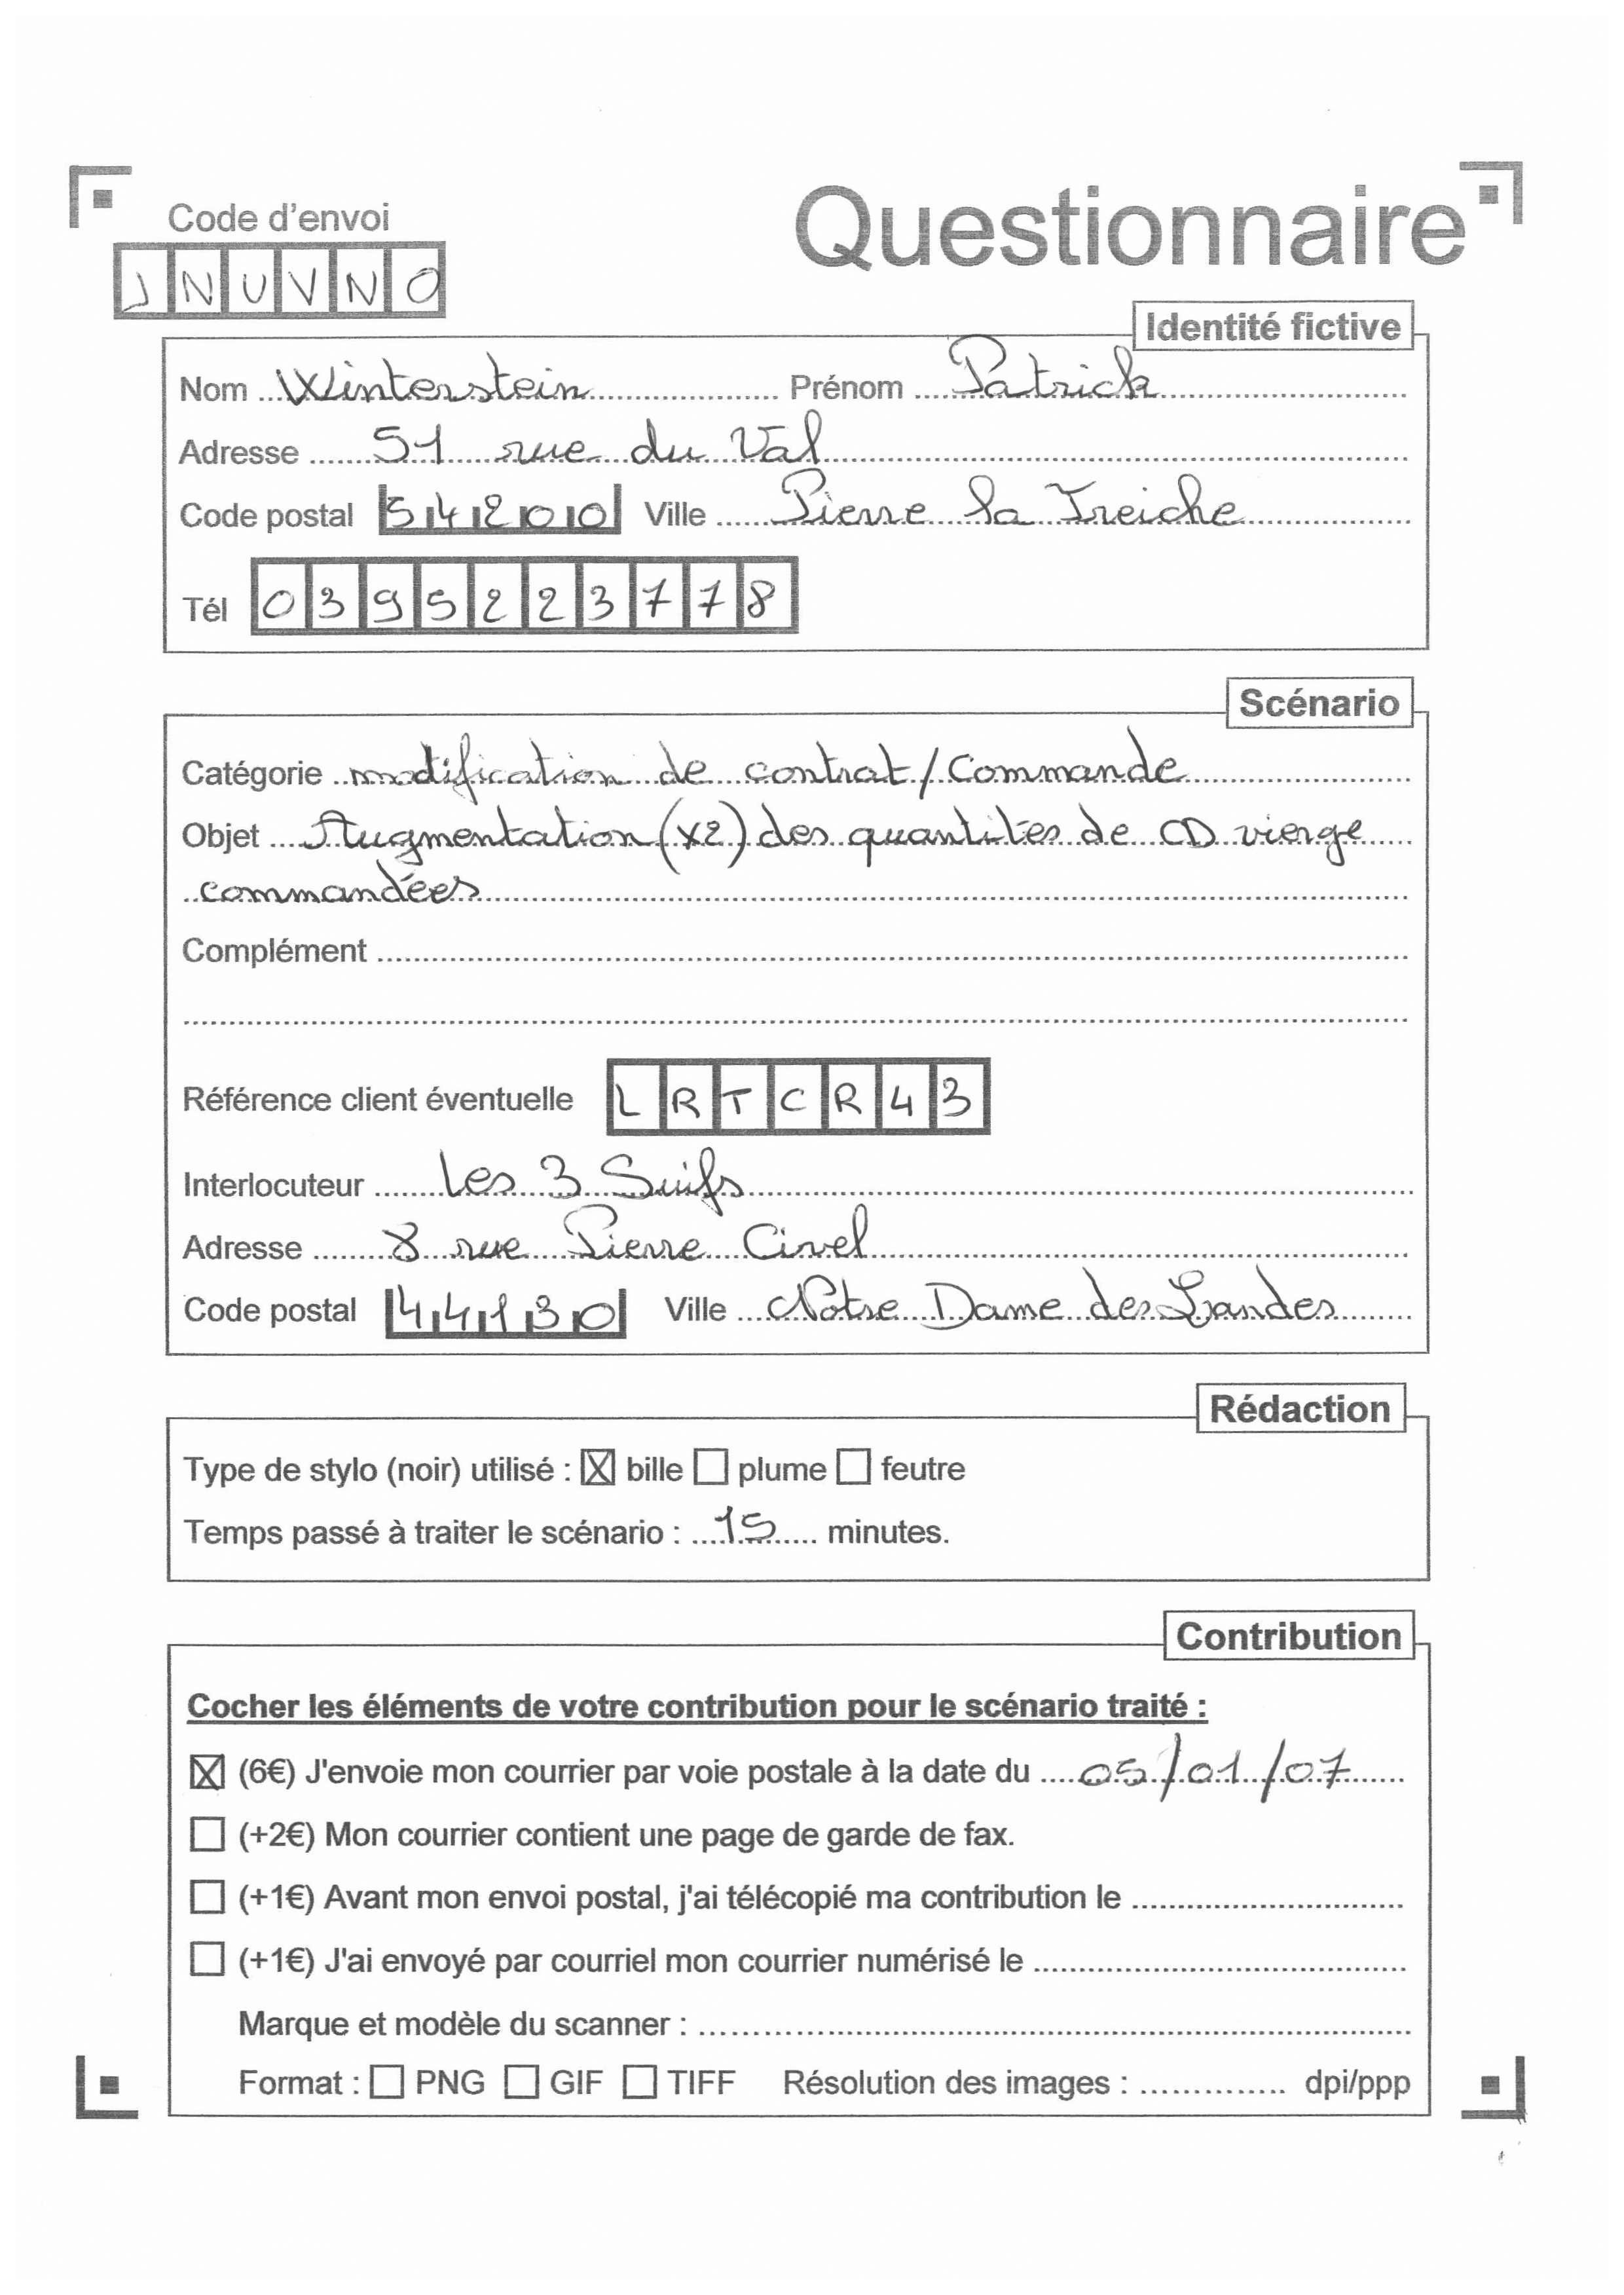 Code d'envoi
Questionnaire
JNUVNO
Identité fictive
Nom Winterstein Prénom Patrick
Adresse 51 rue du Val
Code postal 54200 Ville Pierre la Treiche
Tél 0395223778
Scénario
Catégorie modification de contrat/Commande
Objet Augmentation (x2) des quantités de CD vierge
commandées
Complément
Référence client éventuelle LRTCR43
Interlocuteur Les 3 Suifs
Adresse 8 rue Pierre Civel
Code postal 44130 Ville Notre Dame des Landes
Rédaction
Type de stylo (noir) utilisé : ☒ bille ☐ plume ☐ feutre
Temps passé à traiter le scénario : 15 minutes.
Contribution
Cocher les éléments de votre contribution pour le scénario traité :
☒ (6€) J'envoie mon courrier par voie postale à la date du 05/01/07
☐ (+2€) Mon courrier contient une page de garde de fax.
☐ (+1€) Avant mon envoi postal, j'ai télécopié ma contribution le
☐ (+1€) J'ai envoyé par courriel mon courrier numérisé le
Marque et modèle du scanner :
Format : ☐ PNG ☐ GIF ☐ TIFF Résolution des images : dpi/ppp